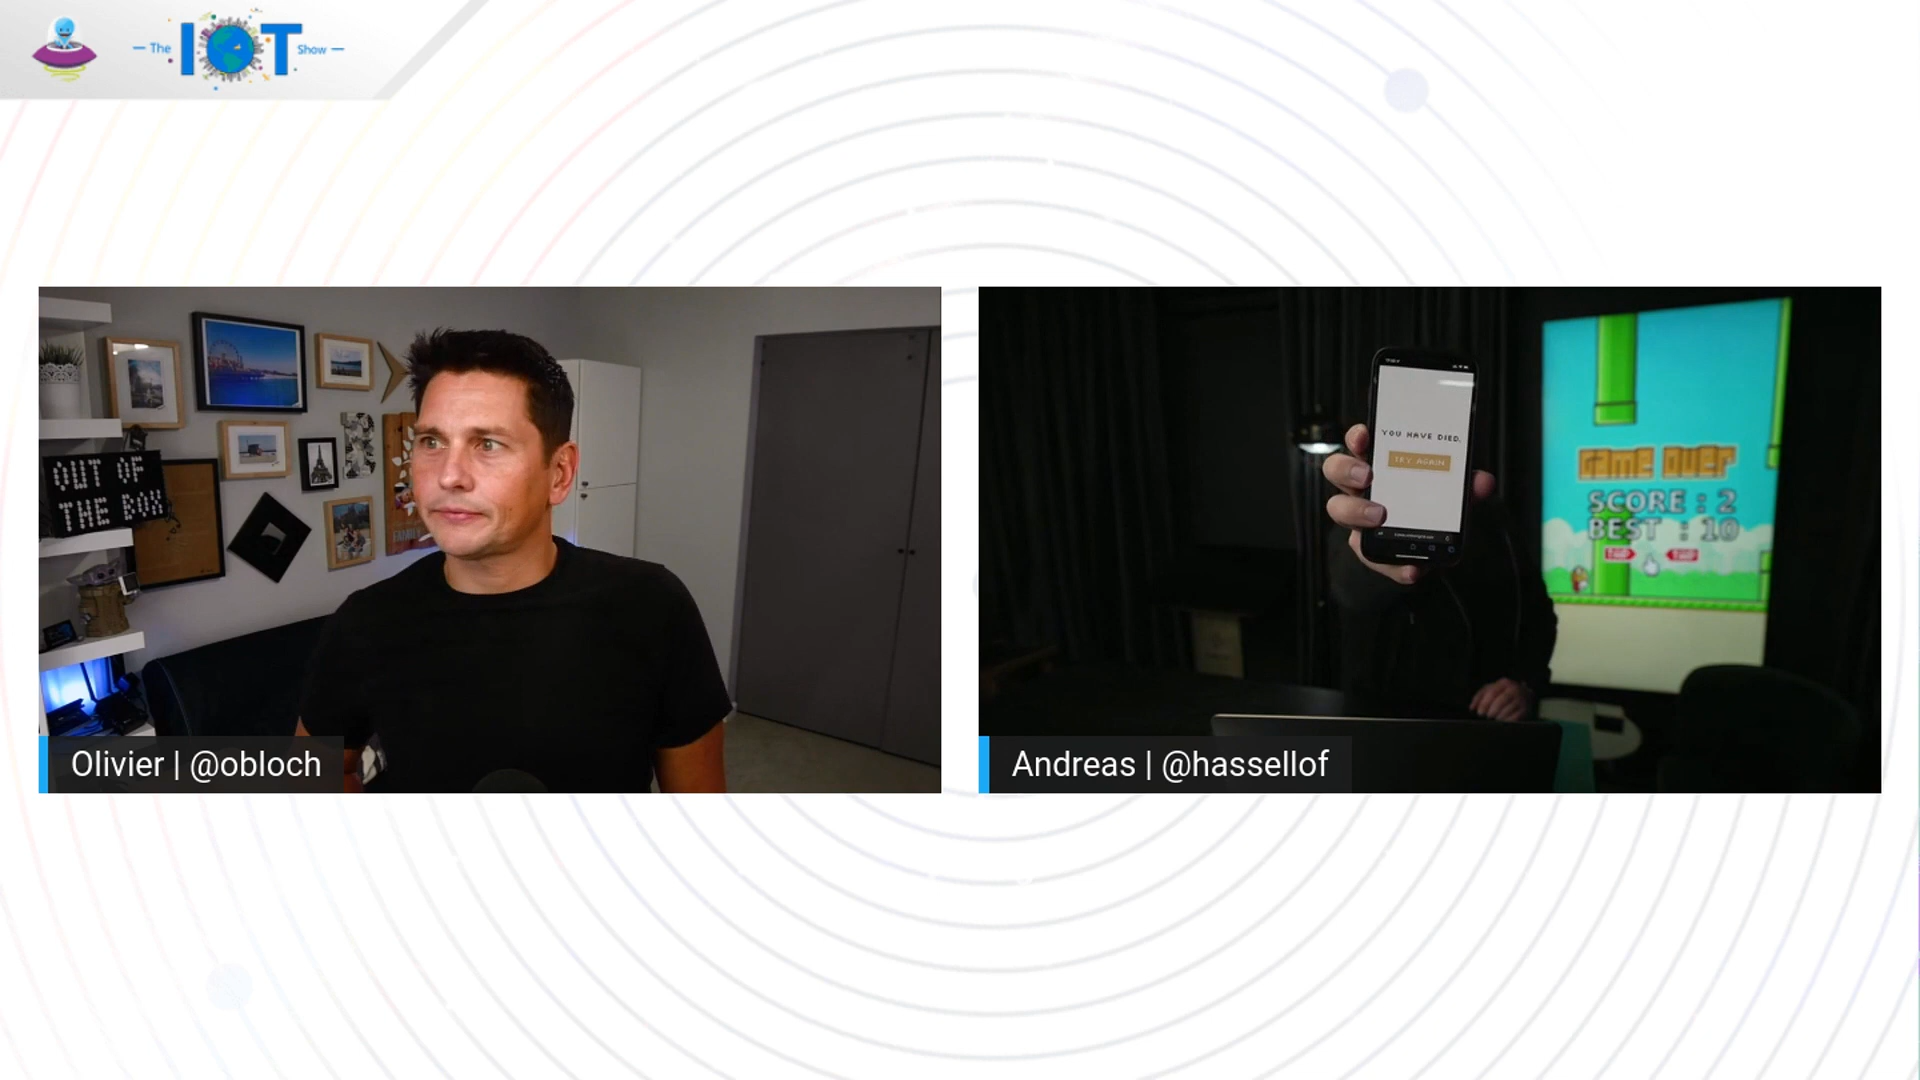 The IOT Show
OUT OF
THE BOX
FAMILY
YOU HAVE DIED.
TRY AGAIN
GAME OVER
SCORE : 2
BEST : 10
Olivier | @obloch
Andreas | @hassellof